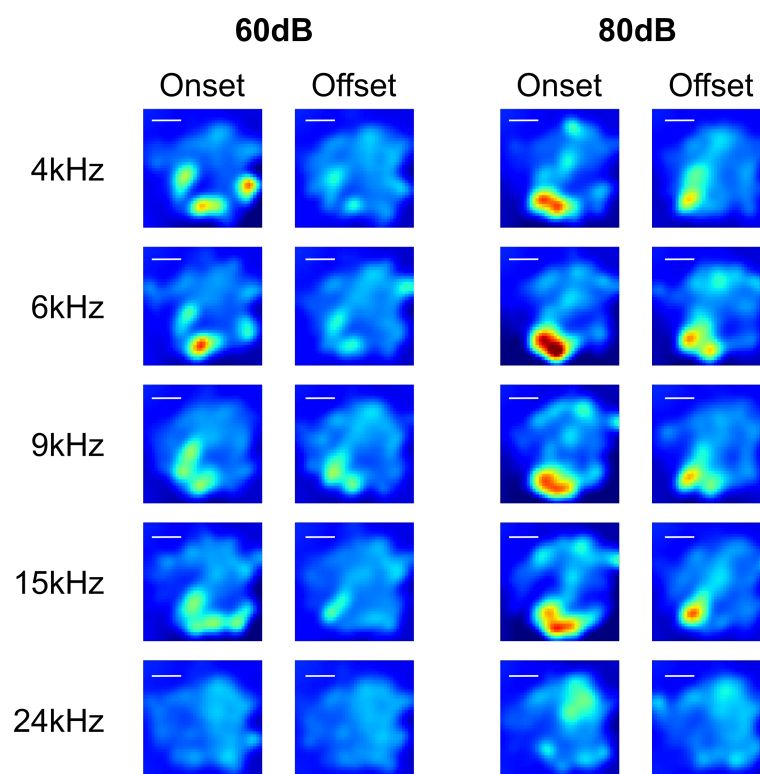 60dB 80dB
Onset Offset Onset Offset
4kHz
6kHz
9kHz
15kHz
24kHz